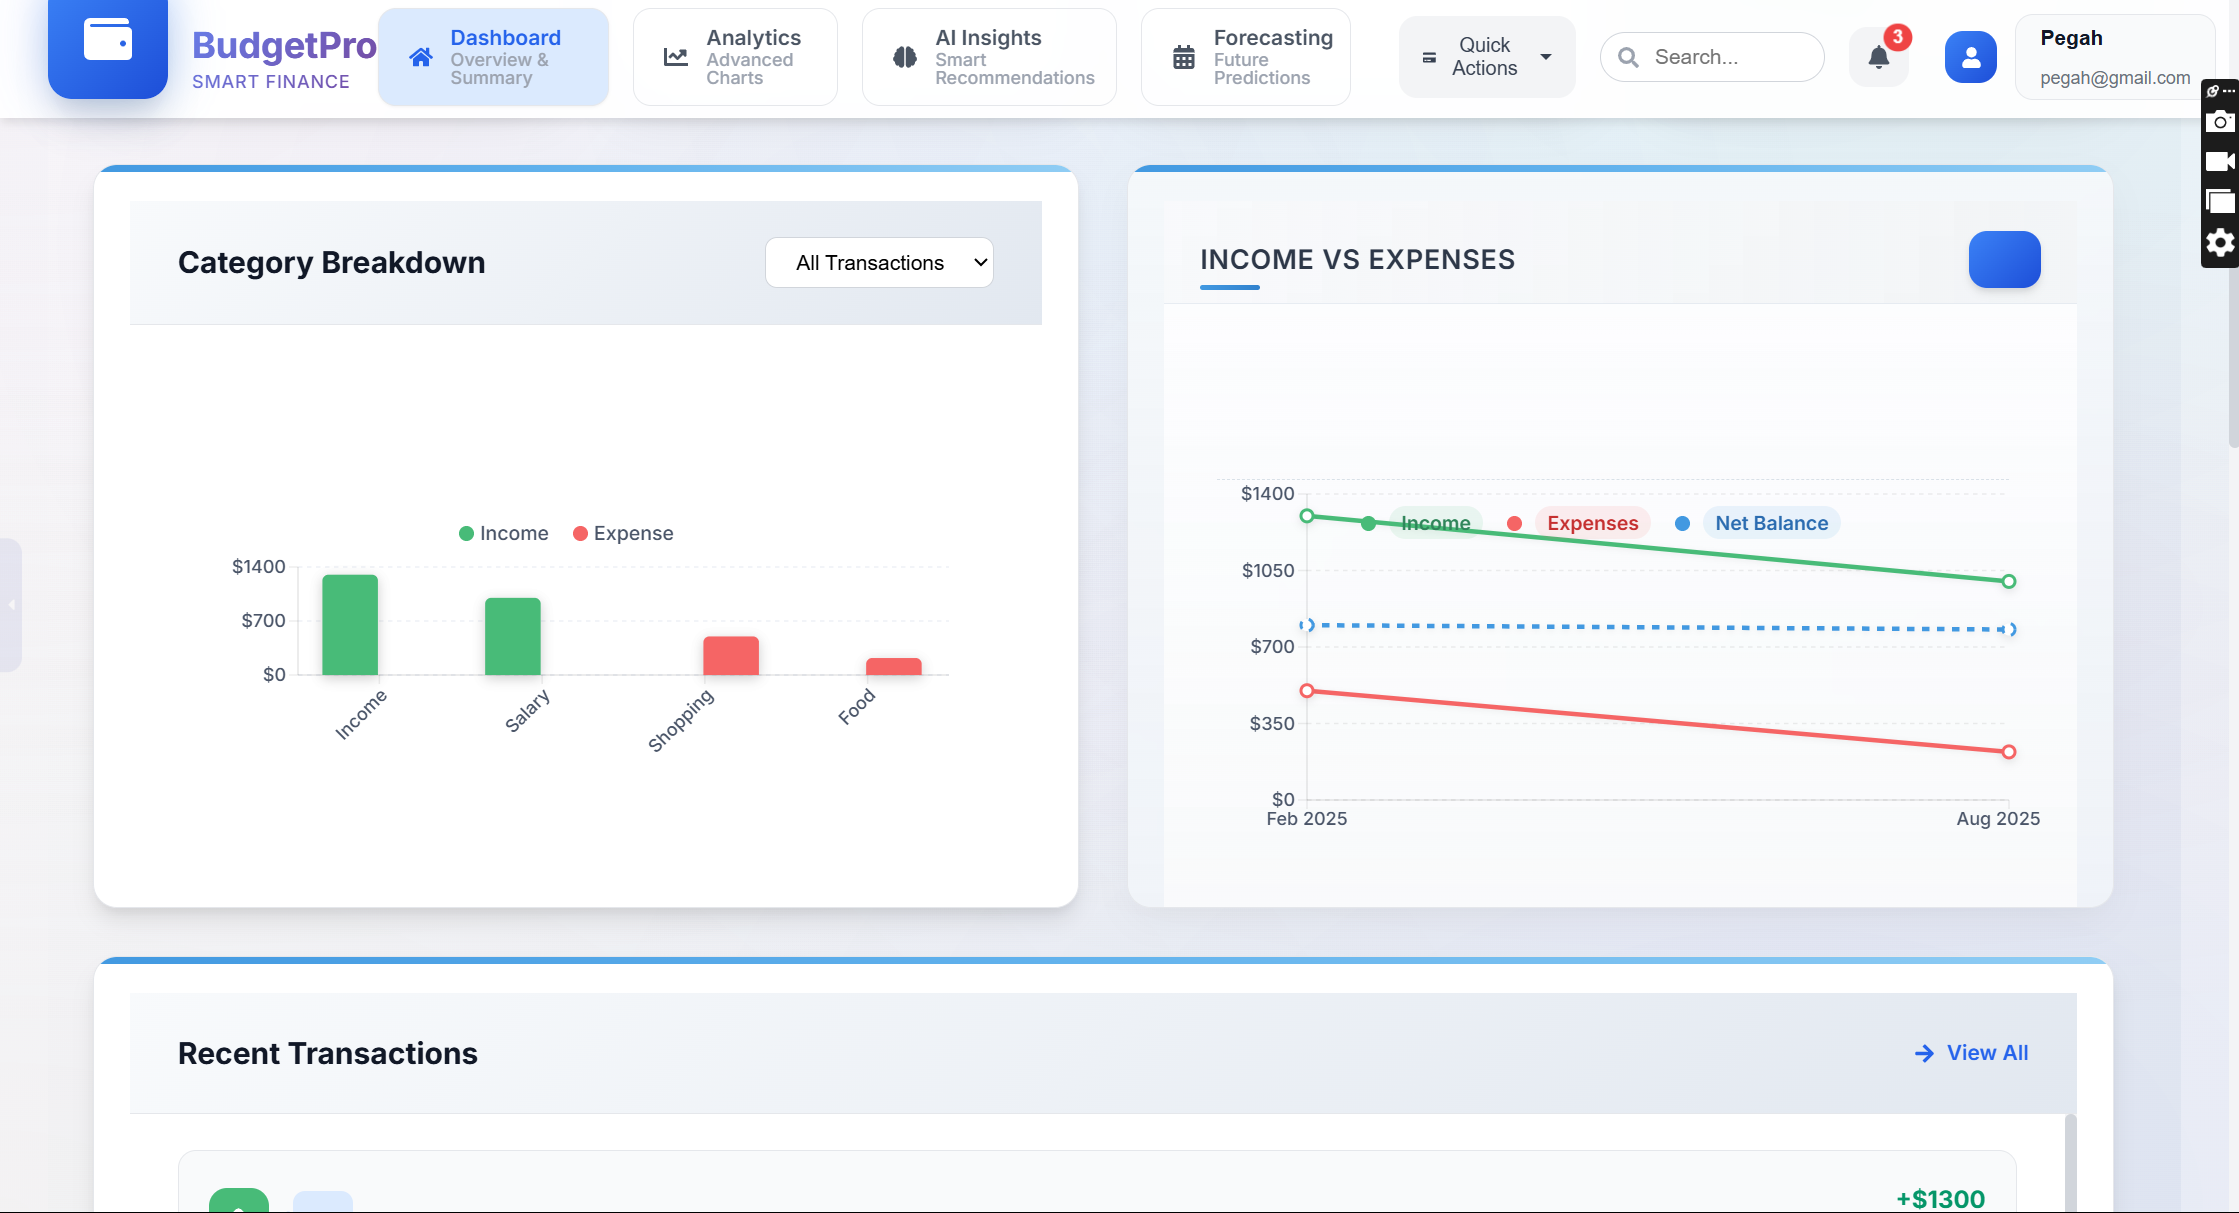 BudgetPro
SMART FINANCE
Dashboard
Overview &
Summary
Analytics
Advanced
Charts
AI Insights
Smart
Recommendations
Forecasting
Future
Predictions
Quick
Actions
Search...
3
Pegah
pegah@gmail.com
Category Breakdown
All Transactions
Income
Expense
$1400
$700
$0
Income
Salary
Shopping
Food
INCOME VS EXPENSES
$1400
Income
Expenses
Net Balance
$1050
$700
$350
$0
Feb 2025
Aug 2025
Recent Transactions
View All
+$1300